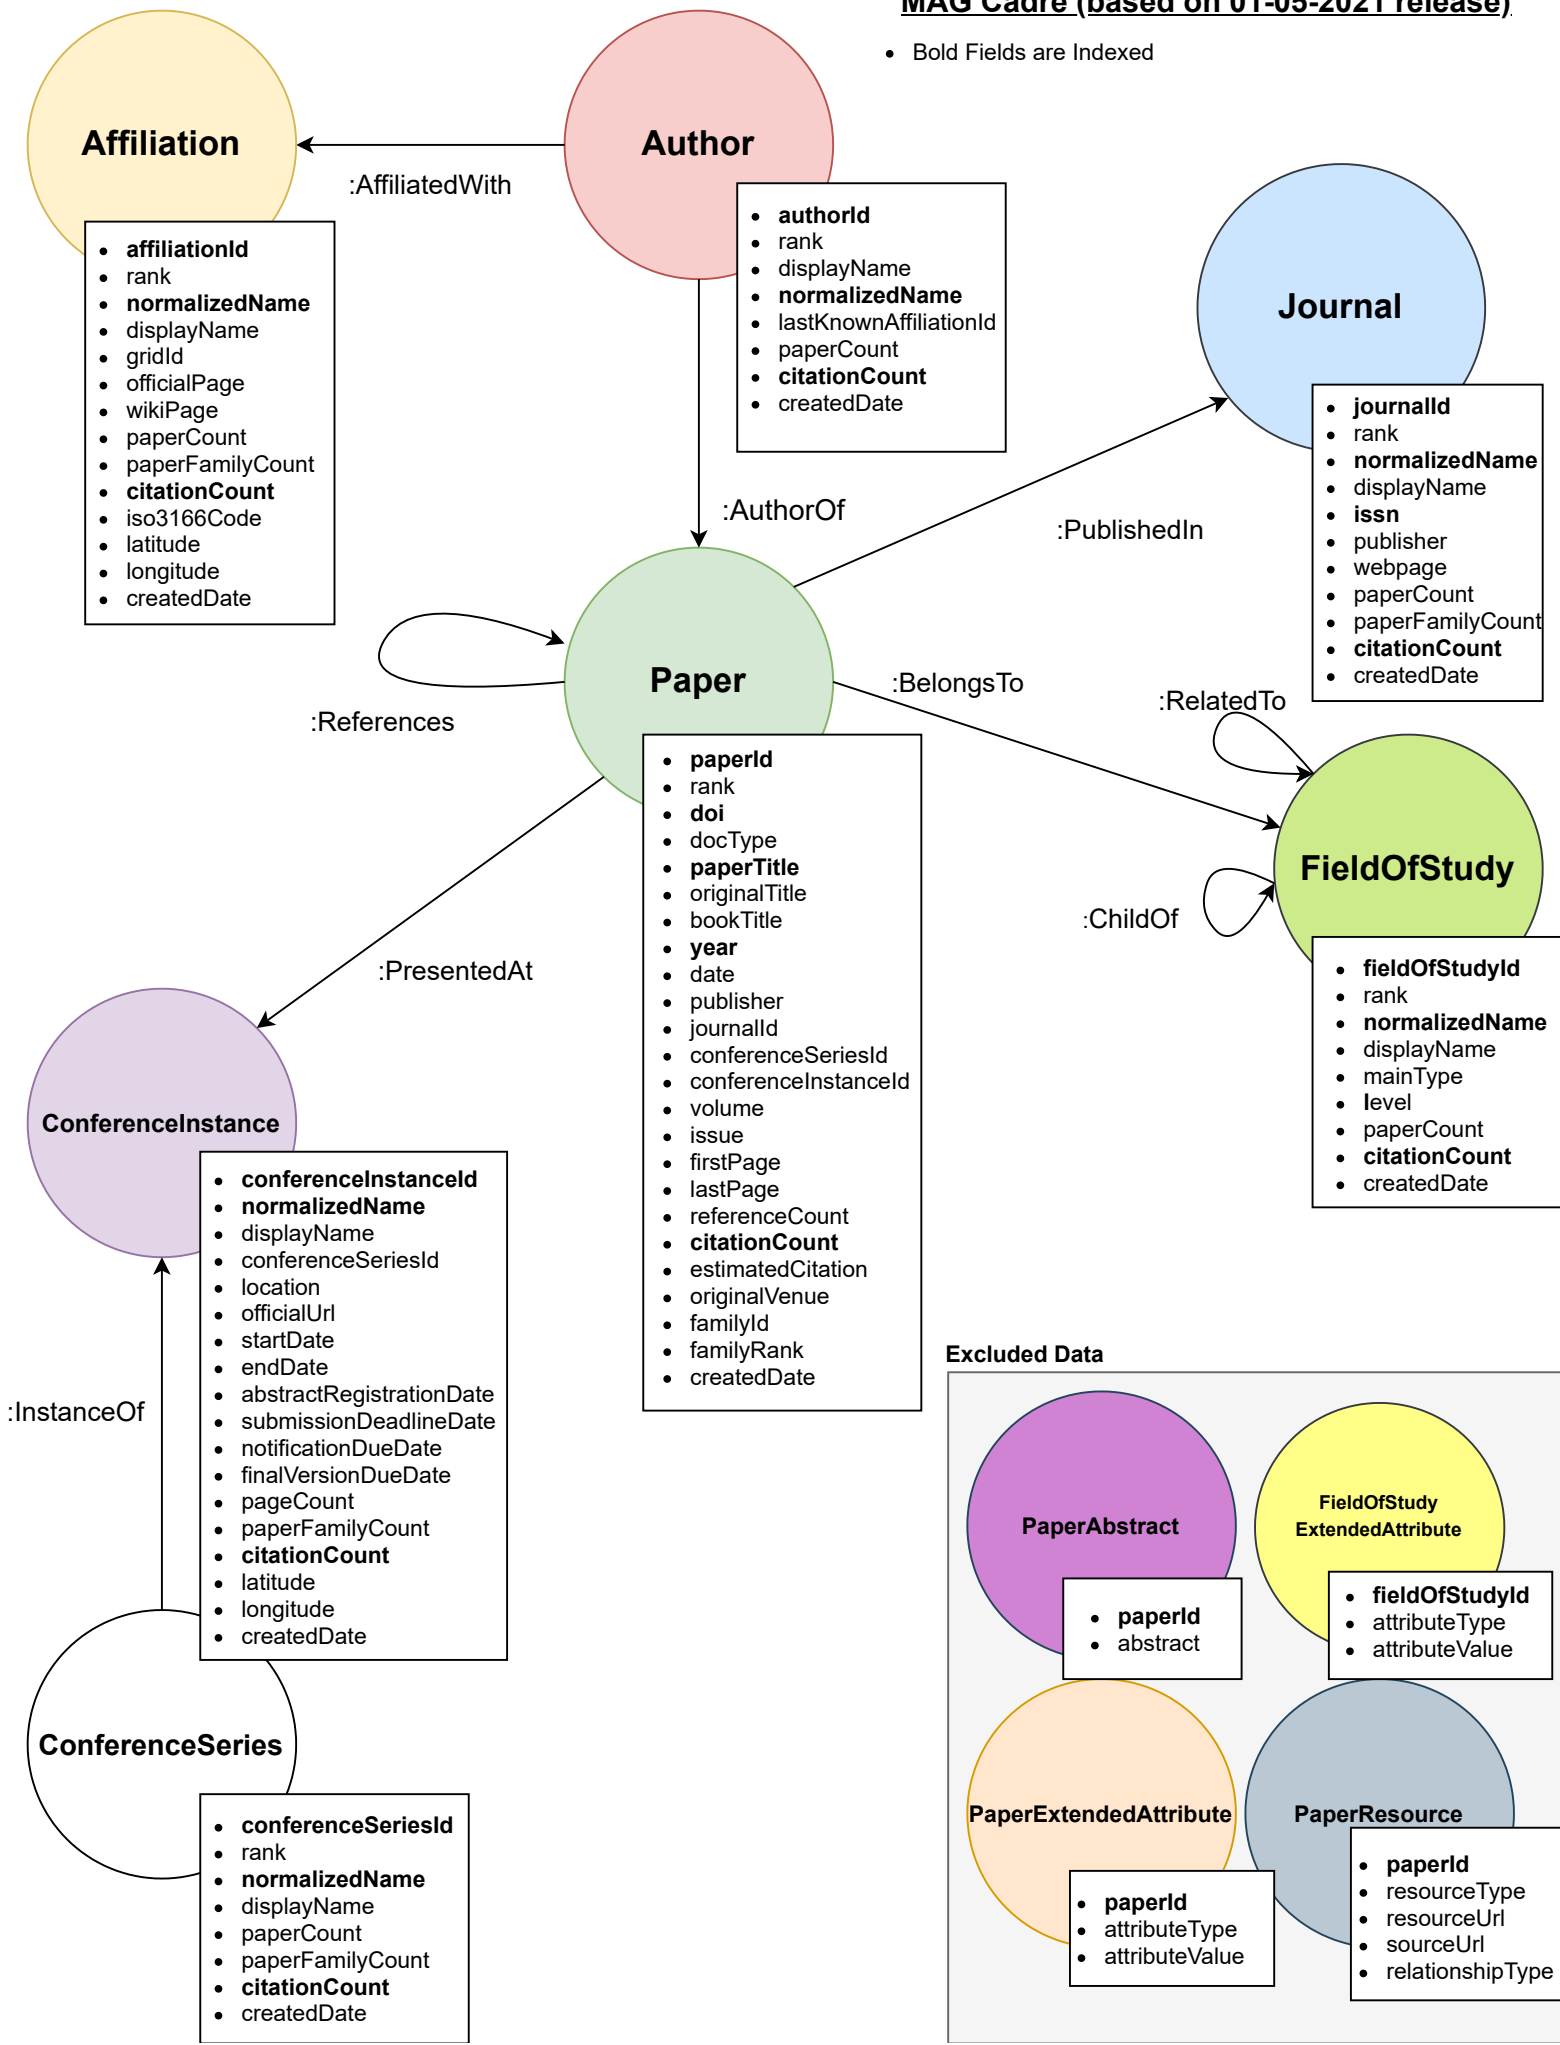 MAG Cadre (based on 01-05-2021 release)
• Bold Fields are Indexed
Affiliation
:AffiliatedWith
Author
• affiliationId
• rank
• normalizedName
• displayName
• gridId
• officialPage
• wikiPage
• paperCount
• paperFamilyCount
• citationCount
• iso3166Code
• latitude
• longitude
• createdDate
• authorId
• rank
• displayName
• normalizedName
• lastKnownAffiliationId
• paperCount
• citationCount
• createdDate
Journal
• journalId
• rank
• normalizedName
• displayName
• issn
• publisher
• webpage
• paperCount
• paperFamilyCount
• citationCount
• createdDate
:AuthorOf
:PublishedIn
:References
Paper
:BelongsTo
:RelatedTo
:ChildOf
FieldOfStudy
• paperId
• rank
• doi
• docType
• paperTitle
• originalTitle
• bookTitle
• year
• date
• publisher
• journalId
• conferenceSeriesId
• conferenceInstanceId
• volume
• issue
• firstPage
• lastPage
• referenceCount
• citationCount
• estimatedCitation
• originalVenue
• familyId
• familyRank
• createdDate
• fieldOfStudyId
• rank
• normalizedName
• displayName
• mainType
• level
• paperCount
• citationCount
• createdDate
:PresentedAt
ConferenceInstance
• conferenceInstanceId
• normalizedName
• displayName
• conferenceSeriesId
• location
• officialUrl
• startDate
• endDate
• abstractRegistrationDate
• submissionDeadlineDate
• notificationDueDate
• finalVersionDueDate
• pageCount
• paperFamilyCount
• citationCount
• latitude
• longitude
• createdDate
:InstanceOf
ConferenceSeries
• conferenceSeriesId
• rank
• normalizedName
• displayName
• paperCount
• paperFamilyCount
• citationCount
• createdDate
Excluded Data
PaperAbstract
• paperId
• abstract
FieldOfStudy
ExtendedAttribute
• fieldOfStudyId
• attributeType
• attributeValue
PaperExtendedAttribute
• paperId
• attributeType
• attributeValue
PaperResource
• paperId
• resourceType
• resourceUrl
• sourceUrl
• relationshipType